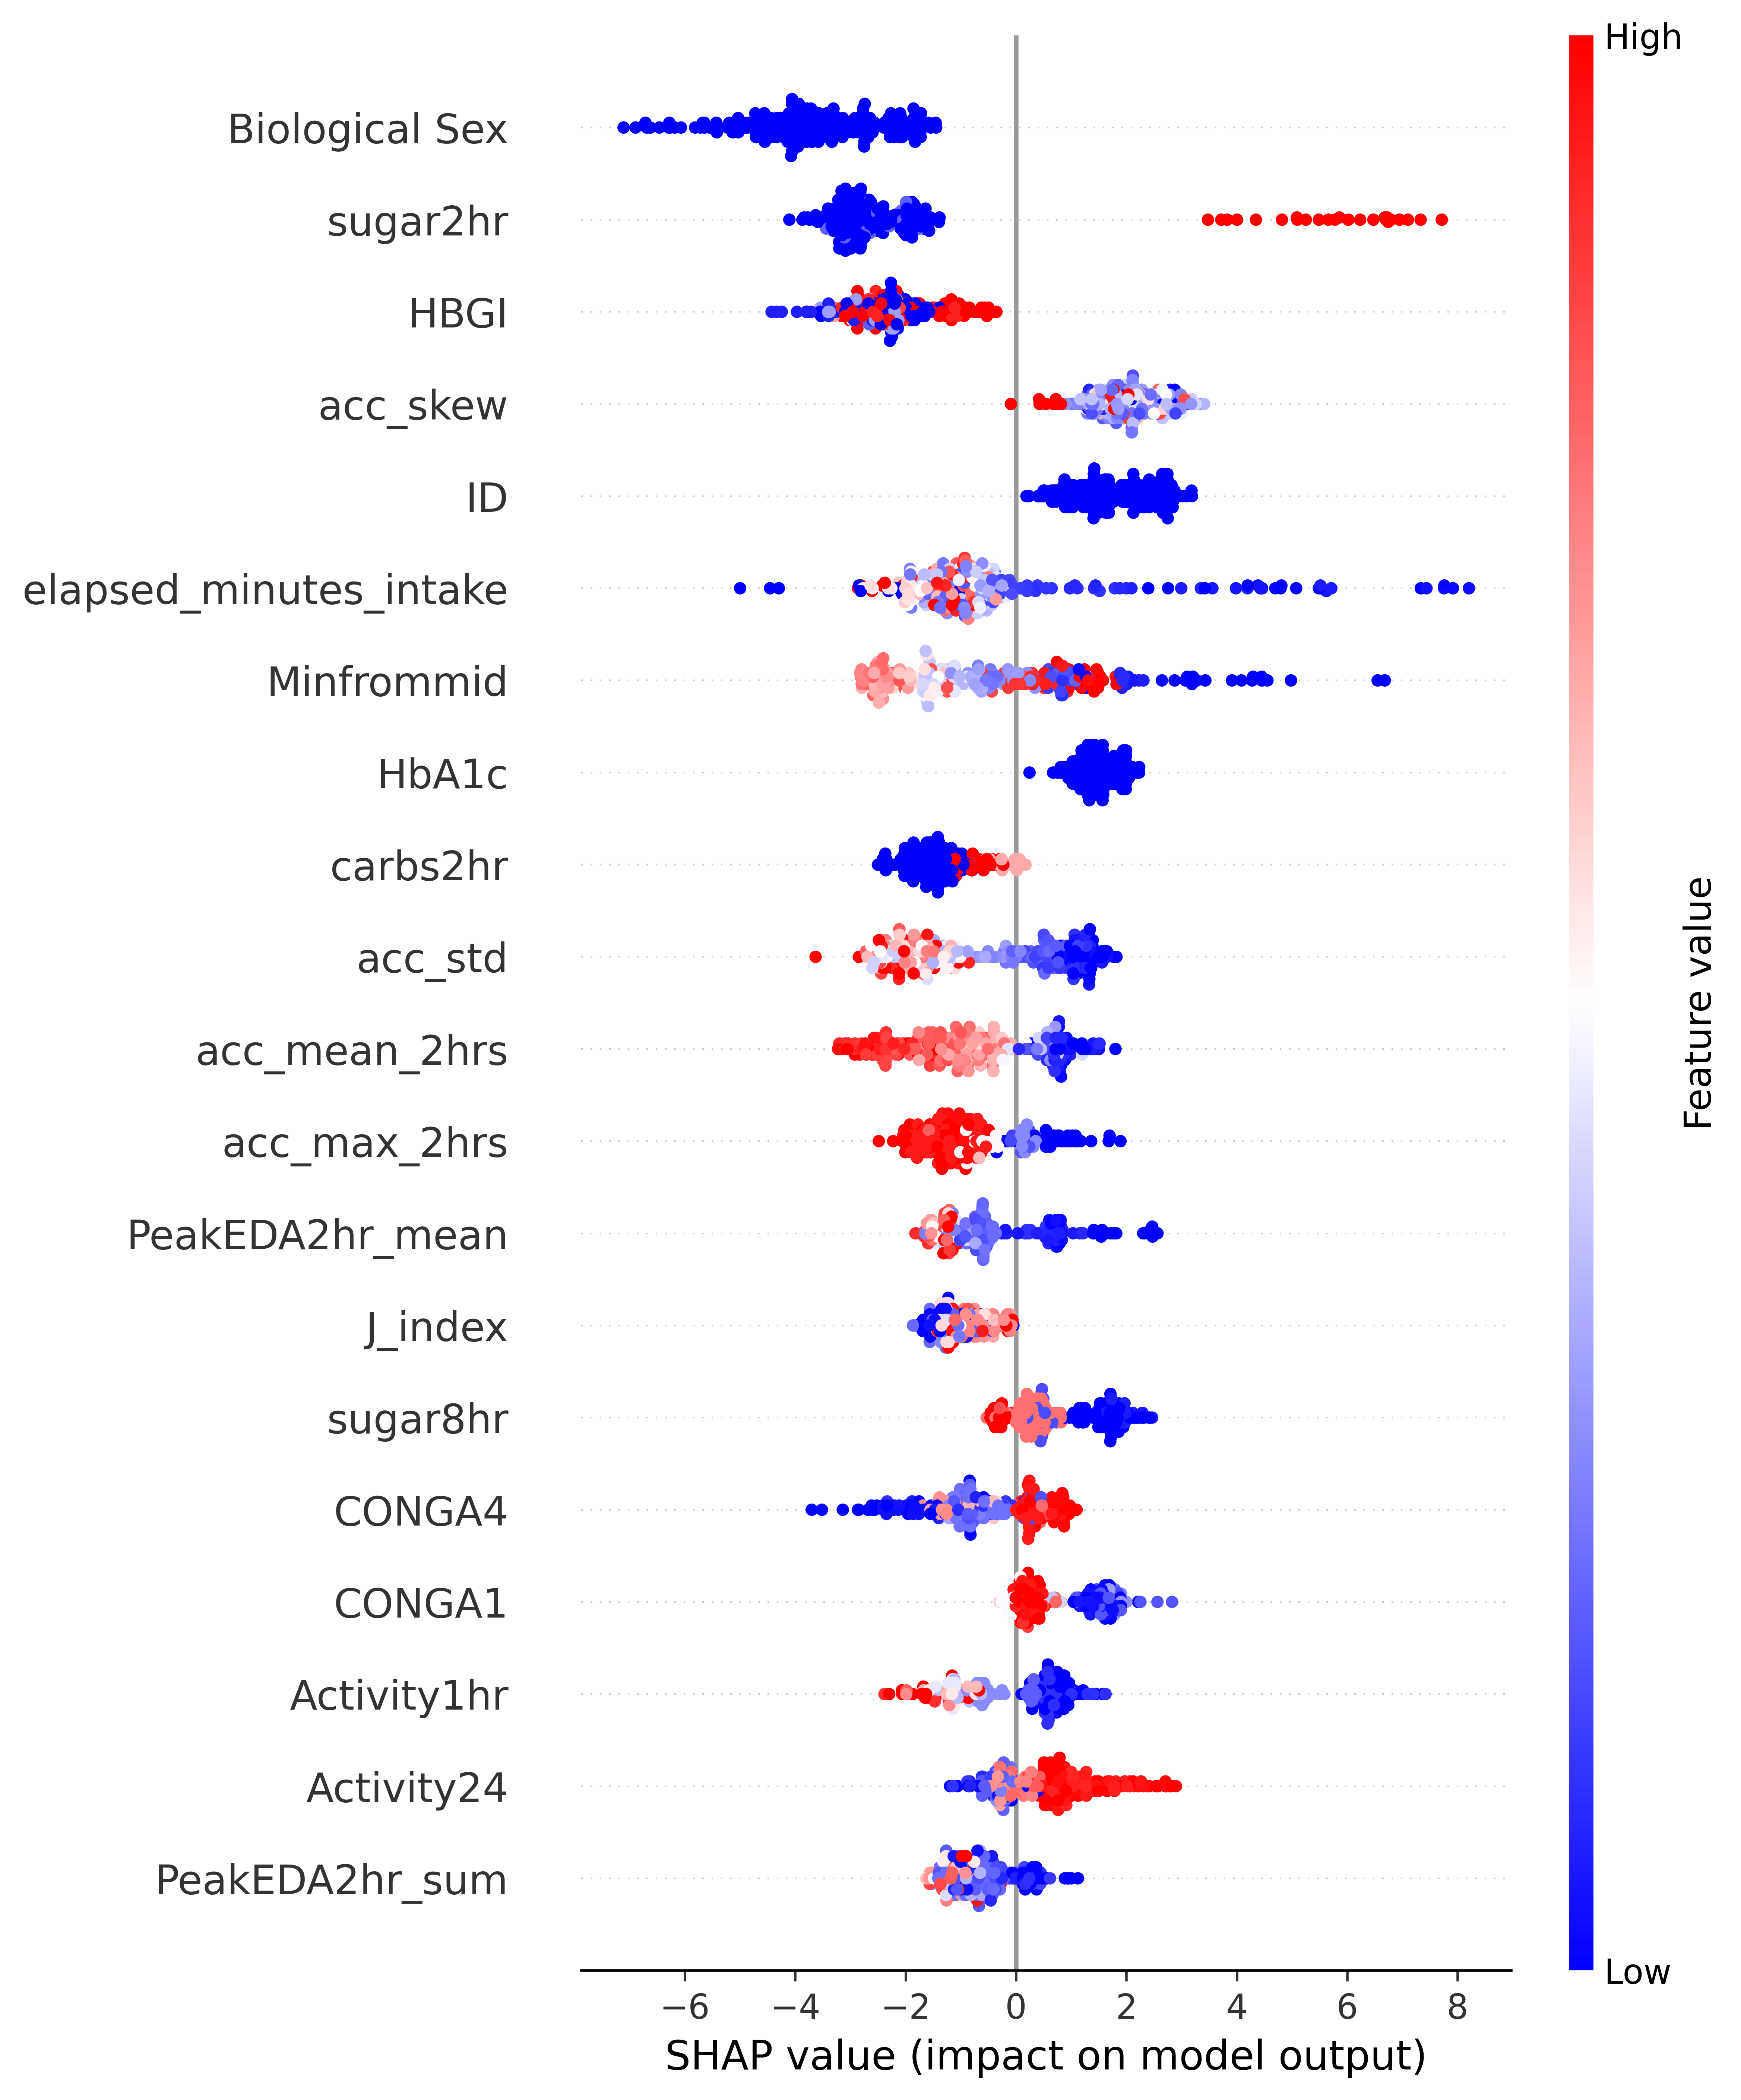 High
Biological Sex
sugar2hr
HBGI
acc_skew
ID
elapsed_minutes_intake
Minfrommid
HbA1c
carbs2hr
acc_std
acc_mean_2hrs
acc_max_2hrs
PeakEDA2hr_mean
J_index
sugar8hr
CONGA4
CONGA1
Activity1hr
Activity24
PeakEDA2hr_sum
Feature value
Low
−6 −4 −2 0 2 4 6 8
SHAP value (impact on model output)